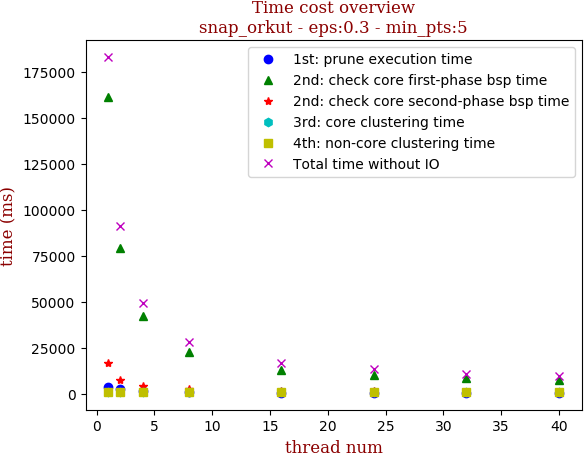 Time cost overview
snap_orkut - eps:0.3 - min_pts:5
1st: prune execution time
2nd: check core first-phase bsp time
2nd: check core second-phase bsp time
3rd: core clustering time
4th: non-core clustering time
Total time without IO
time (ms)
175000
150000
125000
100000
75000
50000
25000
0
0 5 10 15 20 25 30 35 40
thread num